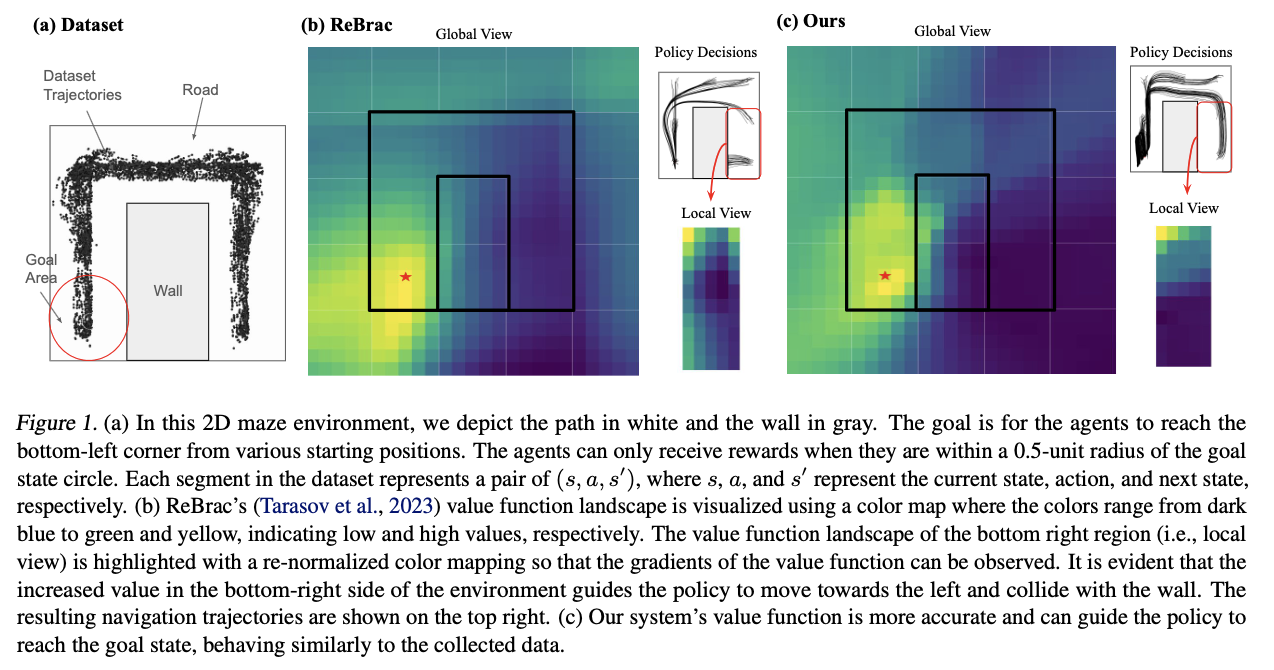 (a) Dataset
Dataset
Trajectories
Road
Goal
Area
Wall
(b) ReBrac
Global View
Policy Decisions
Local View
(c) Ours
Global View
Policy Decisions
Local View
Figure 1. (a) In this 2D maze environment, we depict the path in white and the wall in gray. The goal is for the agents to reach the
bottom-left corner from various starting positions. The agents can only receive rewards when they are within a 0.5-unit radius of the goal
state circle. Each segment in the dataset represents a pair of (s, a, s′), where s, a, and s′ represent the current state, action, and next state,
respectively. (b) ReBrac's (Tarasov et al., 2023) value function landscape is visualized using a color map where the colors range from dark
blue to green and yellow, indicating low and high values, respectively. The value function landscape of the bottom right region (i.e., local
view) is highlighted with a re-normalized color mapping so that the gradients of the value function can be observed. It is evident that the
increased value in the bottom-right side of the environment guides the policy to move towards the left and collide with the wall. The
resulting navigation trajectories are shown on the top right. (c) Our system's value function is more accurate and can guide the policy to
reach the goal state, behaving similarly to the collected data.